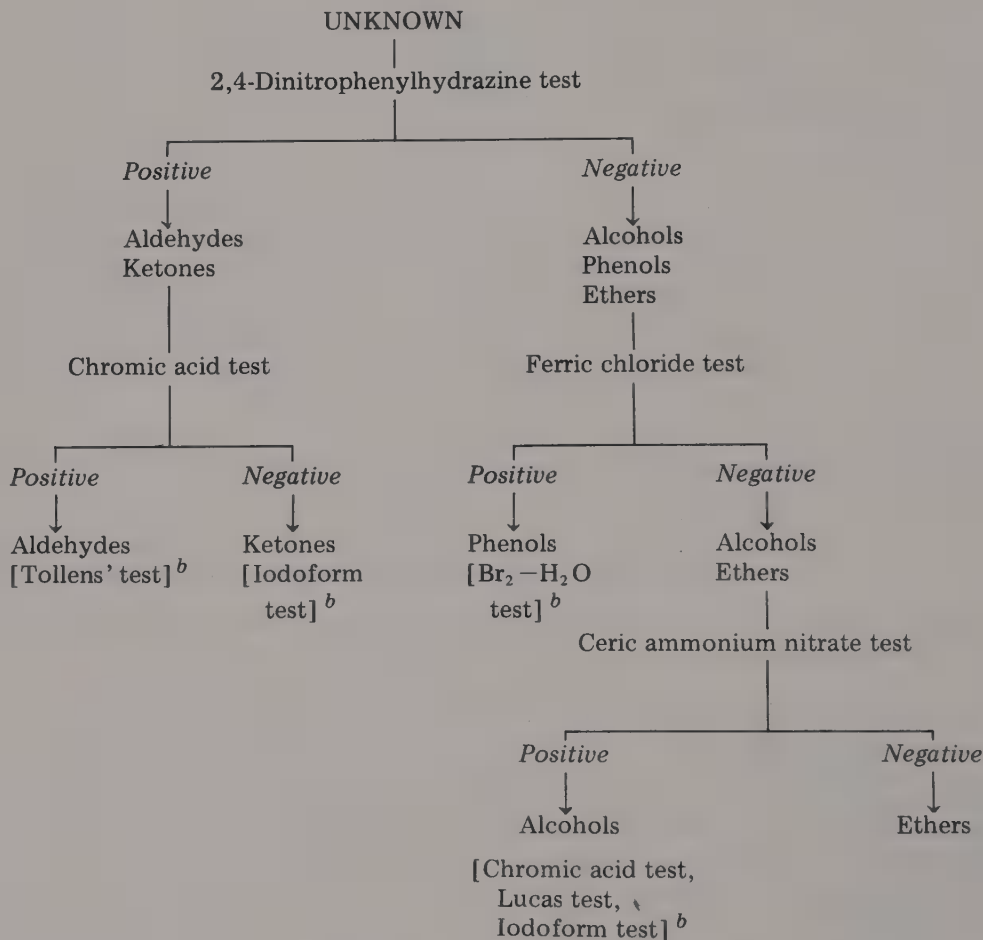 UNKNOWN
2,4-Dinitrophenylhydrazine test
Positive
Negative
Aldehydes
Ketones
Alcohols
Phenols
Ethers
Chromic acid test
Ferric chloride test
Positive
Negative
Positive
Negative
Aldehydes
[Tollens’ test] b
Ketones
[Iodoform
test] b
Phenols
[Br₂—H₂O
test] b
Alcohols
Ethers
Ceric ammonium nitrate test
Positive
Negative
Alcohols
Ethers
[Chromic acid test,
Lucas test,
Iodoform test] b